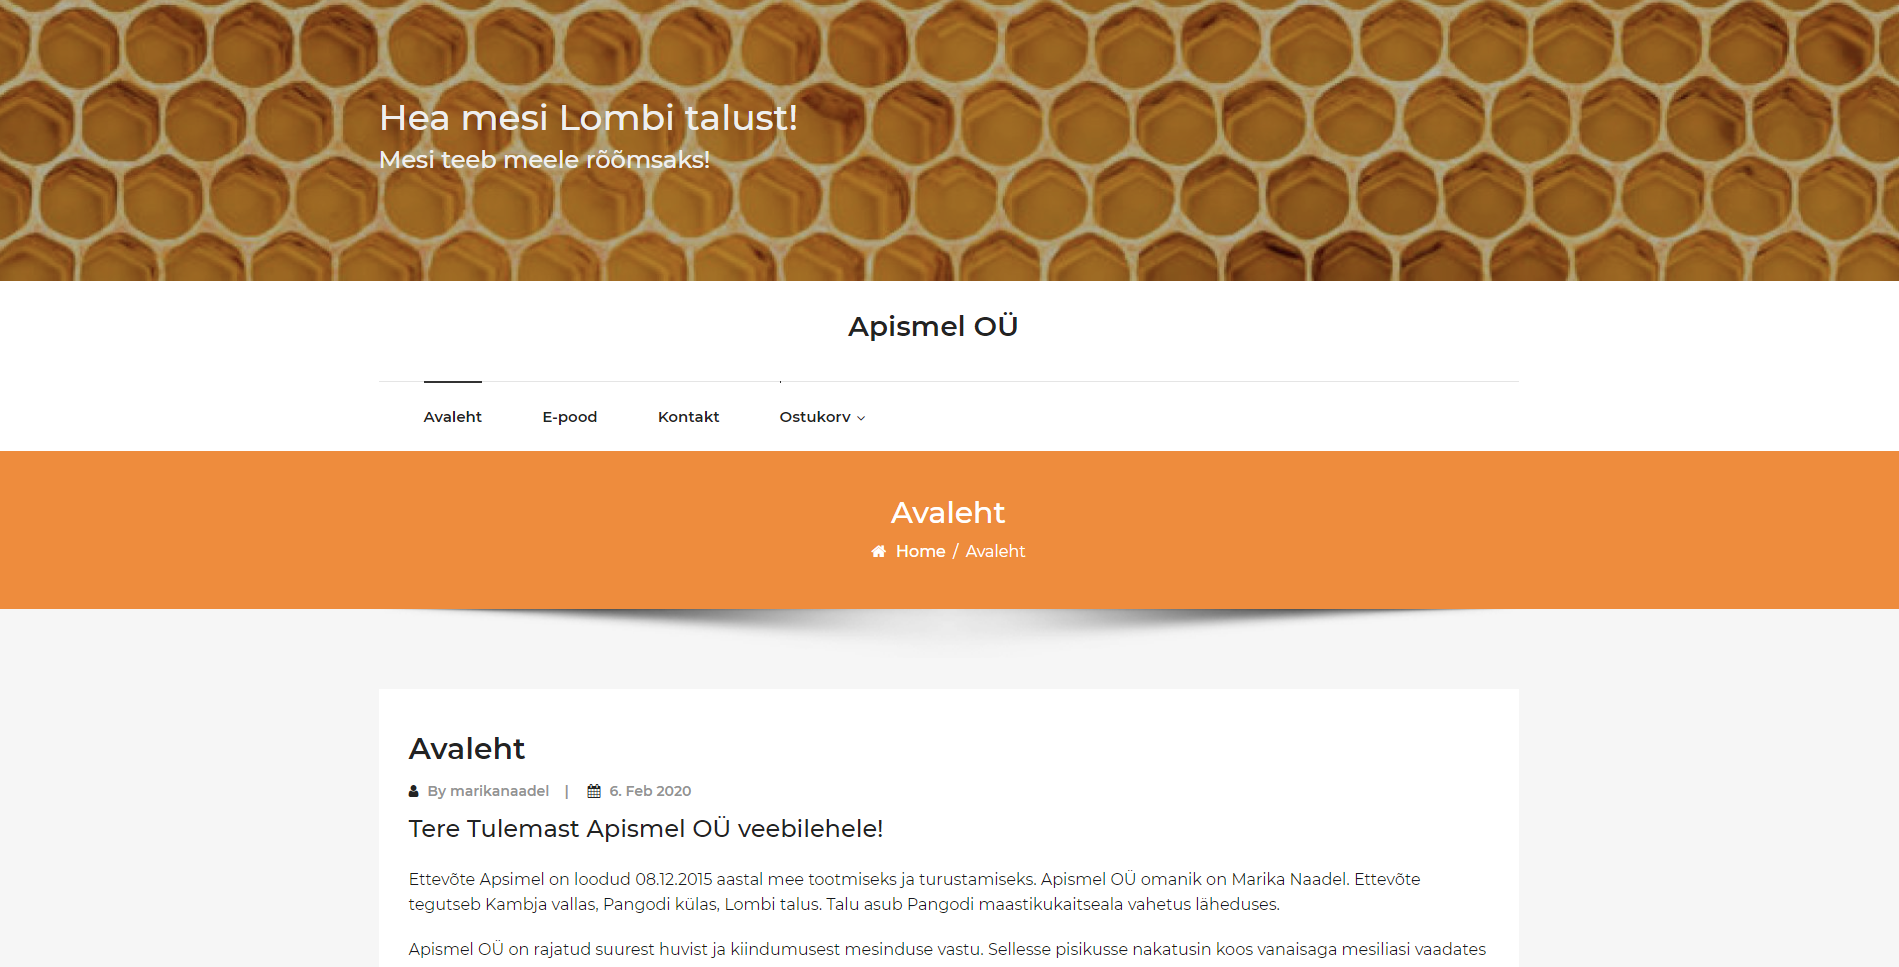 Hea mesi Lombi talust!
Mesi teeb meele rõõmsaks!
Apismel OÜ
Avaleht E-pood Kontakt Ostukorv
Avaleht
Home / Avaleht
Avaleht
By marikanaadel | 6. Feb 2020
Tere Tulemast Apismel OÜ veebilehele!
Ettevõte Apsimel on loodud 08.12.2015 aastal mee tootmiseks ja turustamiseks. Apismel OÜ omanik on Marika Naadel. Ettevõte
tegutseb Kambja vallas, Pangodi külas, Lombi talus. Talu asub Pangodi maastikukaitseala vahetus läheduses.
Apismel OÜ on rajatud suurest huvist ja kiindumusest mesinduse vastu. Sellesse pisikusse nakatusin koos vanaisaga mesiliasi vaadates